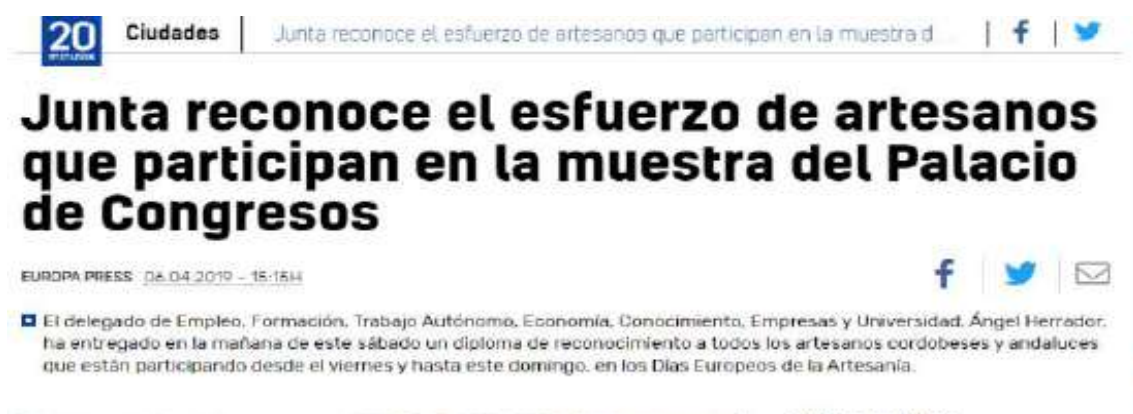 20
minutos
Ciudades
Junta reconoce el esfuerzo de artesanos que participan en la muestra d...
Junta reconoce el esfuerzo de artesanos
que participan en la muestra del Palacio
de Congresos
EUROPA PRESS 06.04.2019 - 15:15H
El delegado de Empleo, Formación, Trabajo Autónomo, Economía, Conocimiento, Empresas y Universidad, Ángel Herrador,
ha entregado en la mañana de este sábado un diploma de reconocimiento a todos los artesanos cordobeses y andaluces
que están participando desde el viernes y hasta este domingo, en los Días Europeos de la Artesanía.